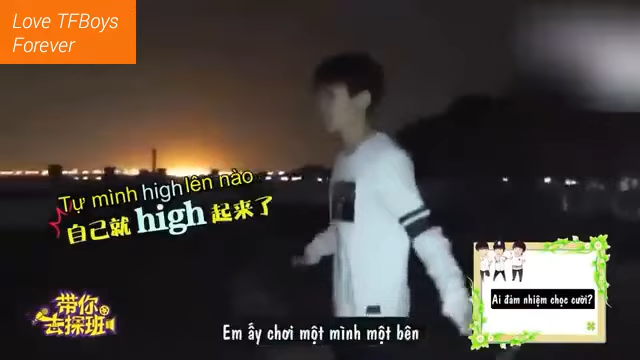 Love TFBoys
Forever
Tự mình high lên nào
自己就high起来了
Ai đảm nhiệm chọc cười?
带你
去探班
Em ấy chơi một mình một bên